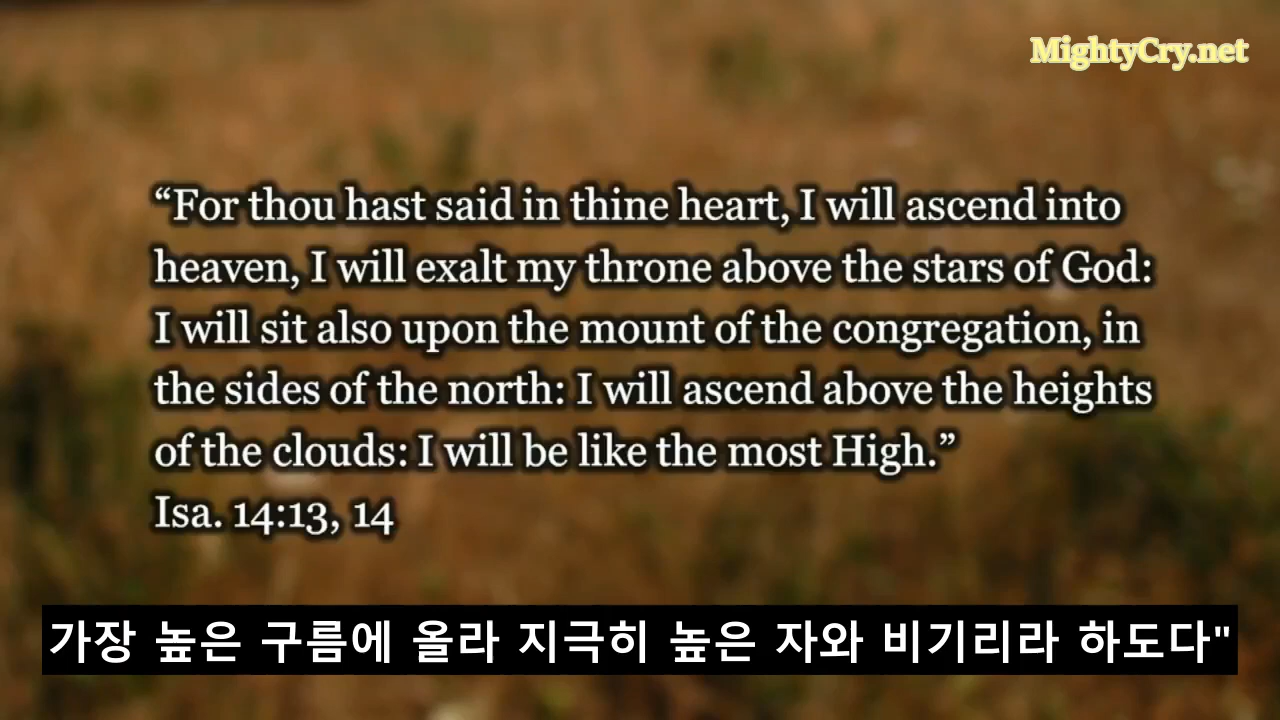 MightyCry.net
“For thou hast said in thine heart, I will ascend into
heaven, I will exalt my throne above the stars of God:
I will sit also upon the mount of the congregation, in
the sides of the north: I will ascend above the heights
of the clouds: I will be like the most High.”
Isa. 14:13, 14
가장 높은 구름에 올라 지극히 높은 자와 비기리라 하도다"